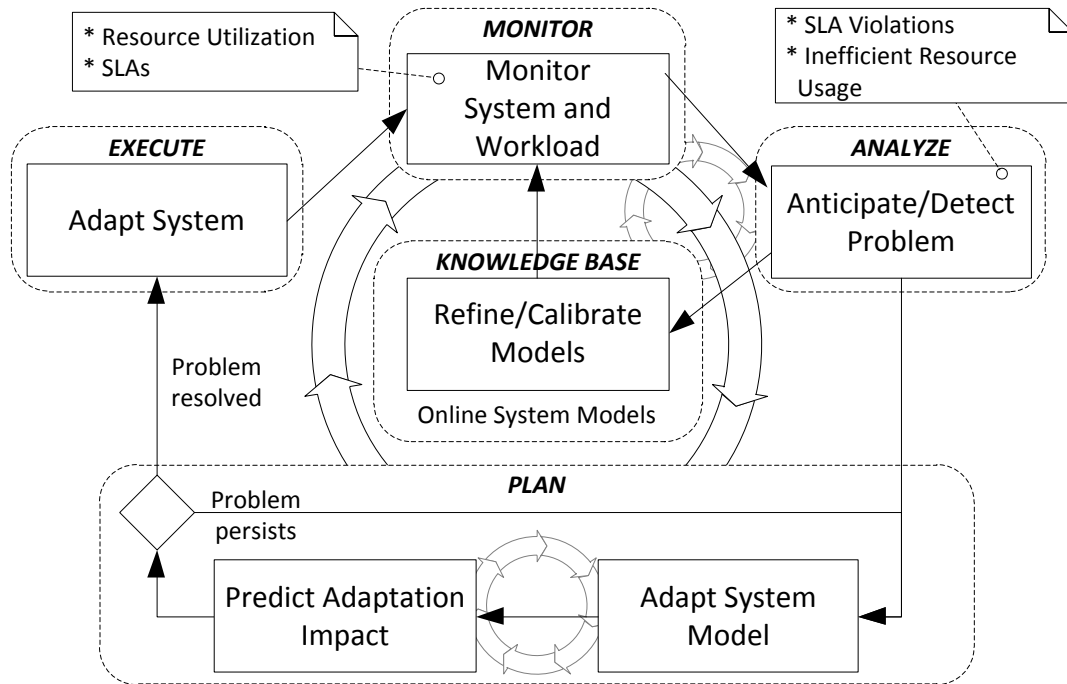 * Resource Utilization
* SLAs
MONITOR
Monitor
System and
Workload
* SLA Violations
* Inefficient Resource
Usage
EXECUTE
Adapt System
ANALYZE
Anticipate/Detect
Problem
KNOWLEDGE BASE
Refine/Calibrate
Models
Online System Models
Problem
resolved
PLAN
Problem
persists
Predict Adaptation
Impact
Adapt System
Model